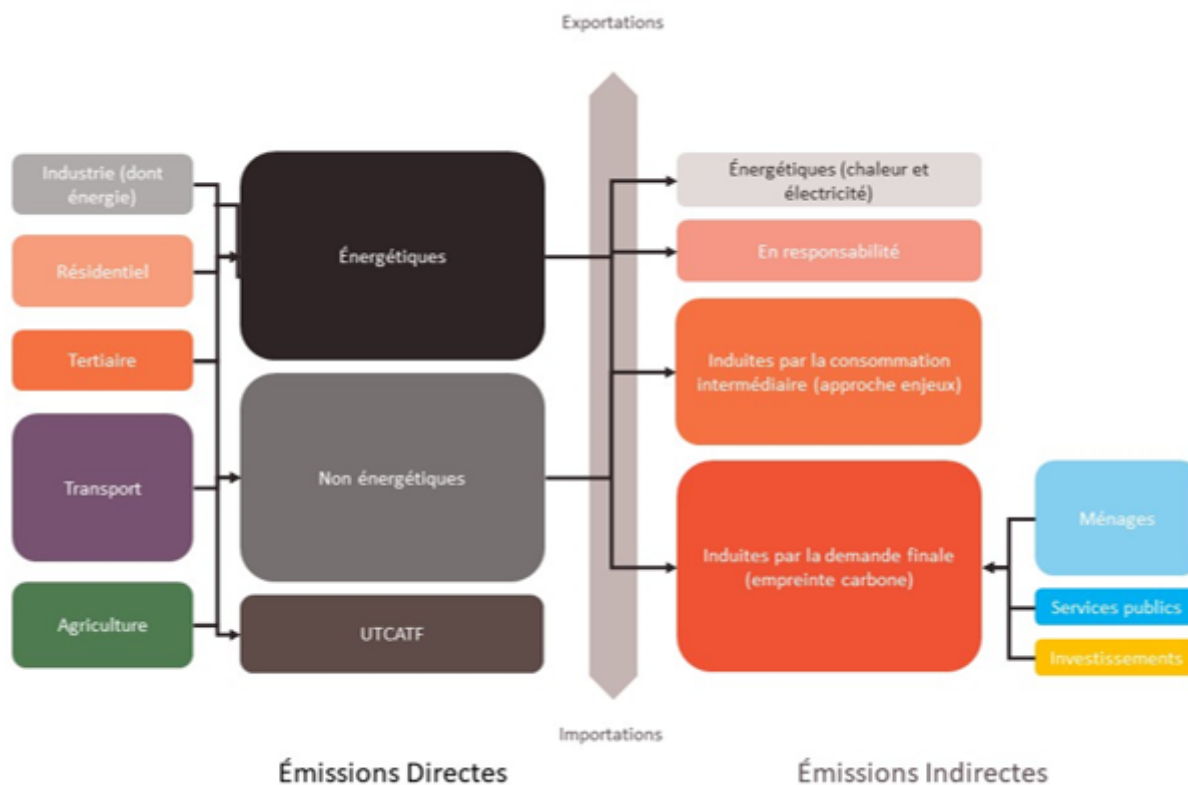 Exportations
Industrie (dont
énergie)
Résidentiel
Tertiaire
Transport
Agriculture
Énergétiques
Non énergétiques
UTCATF
Énergétiques (chaleur et
électricité)
En responsabilité
Induites par la consommation
intermédiaire (approche enjeux)
Induites par la demande finale
(empreinte carbone)
Ménages
Services publics
Investissements
Importations
Émissions Directes
Émissions Indirectes